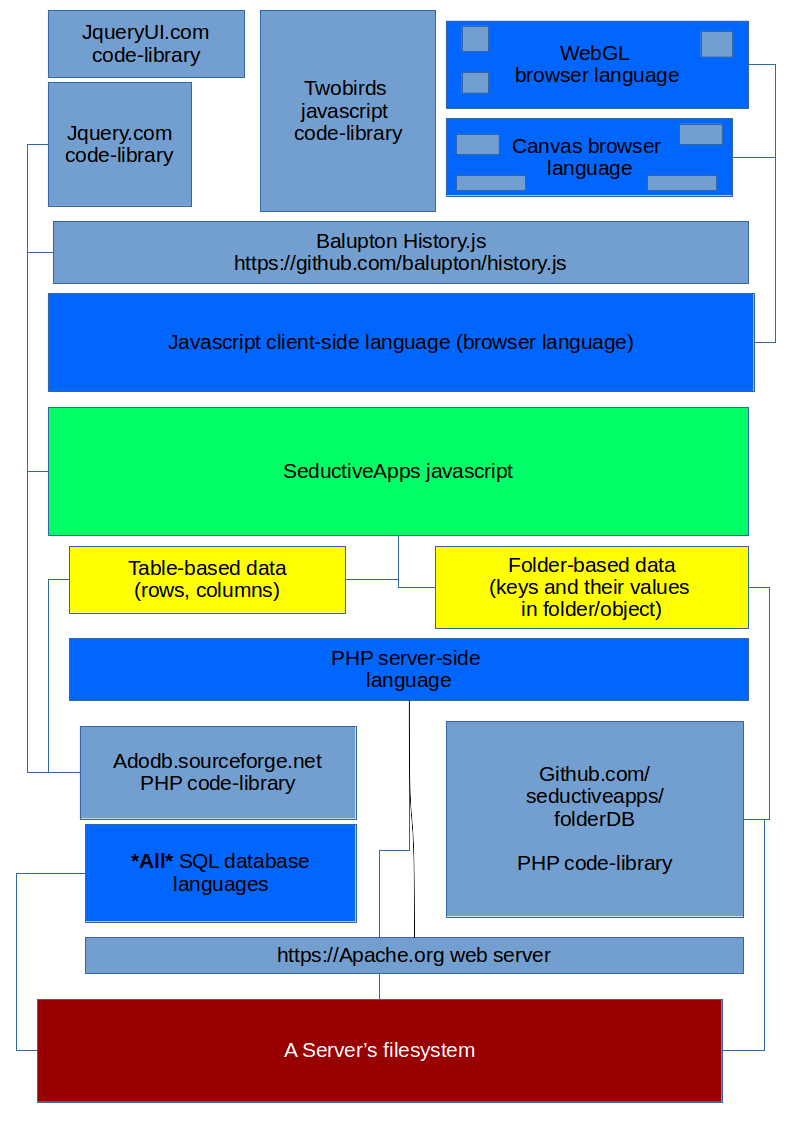 JqueryUI.com
code-library
Jquery.com
code-library
Twobirds
javascript
code-library
WebGL
browser language
Canvas browser
language
Balupton History.js
https://github.com/balupton/history.js
Javascript client-side language (browser language)
SeductiveApps javascript
Table-based data
(rows, columns)
Folder-based data
(keys and their values
in folder/object)
PHP server-side
language
Adodb.sourceforge.net
PHP code-library
Github.com/
seductiveapps/
folderDB
PHP code-library
*All* SQL database
languages
https://Apache.org web server
A Server’s filesystem